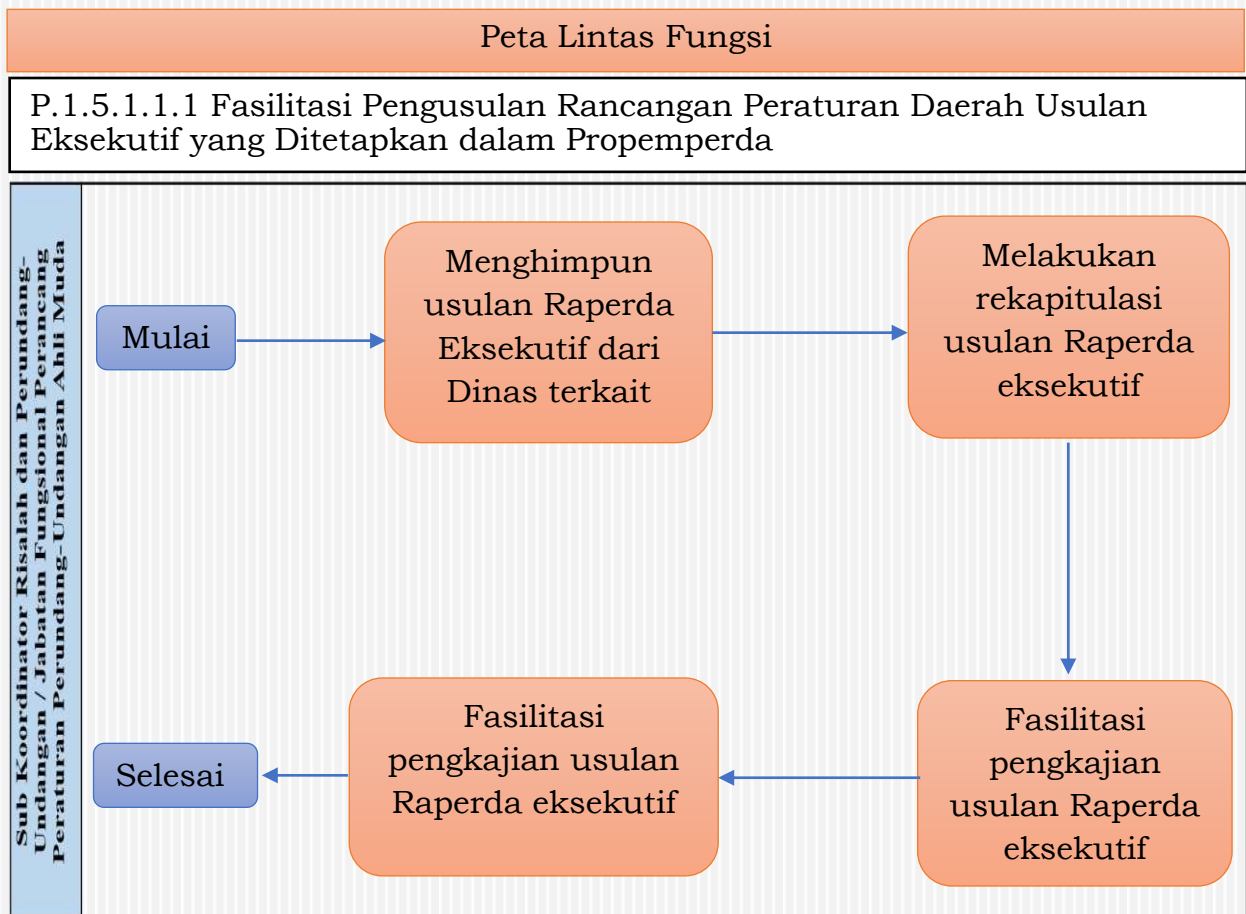 Peta Lintas Fungsi
P.1.5.1.1.1 Fasilitasi Pengusulan Rancangan Peraturan Daerah Usulan
Eksekutif yang Ditetapkan dalam Propemperda
Sub Koordinator Risalah dan Perundang-
Undangan / Jabatan Fungsional Perancang
Peraturan Perundang-Undangan Ahli Muda
Mulai
Menghimpun
usulan Raperda
Eksekutif dari
Dinas terkait
Melakukan
rekapitulasi
usulan Raperda
eksekutif
Fasilitasi
pengkajian
usulan Raperda
eksekutif
Fasilitasi
pengkajian usulan
Raperda eksekutif
Selesai